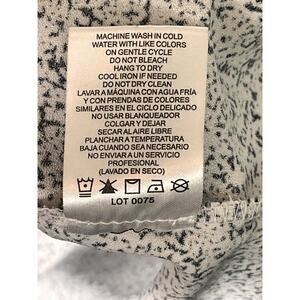 MACHINE WASH IN COLD
WATER WITH LIKE COLORS
ON GENTLE CYCLE
DO NOT BLEACH
HANG TO DRY
COOL IRON IF NEEDED
DO NOT DRY CLEAN
LAVAR A MÁQUINA CON AGUA FRÍA
Y CON PRENDAS DE COLORES
SIMILARES EN EL CICLO DELICADO
NO USAR BLANQUEADOR
COLGAR Y DEJAR
SECAR AL AIRE LIBRE
PLANCHAR A TEMPERATURA
BAJA CUANDO SEA NECESARIO
NO ENVIAR A UN SERVICIO
PROFESIONAL
(LAVADO EN SECO)
LOT 0075